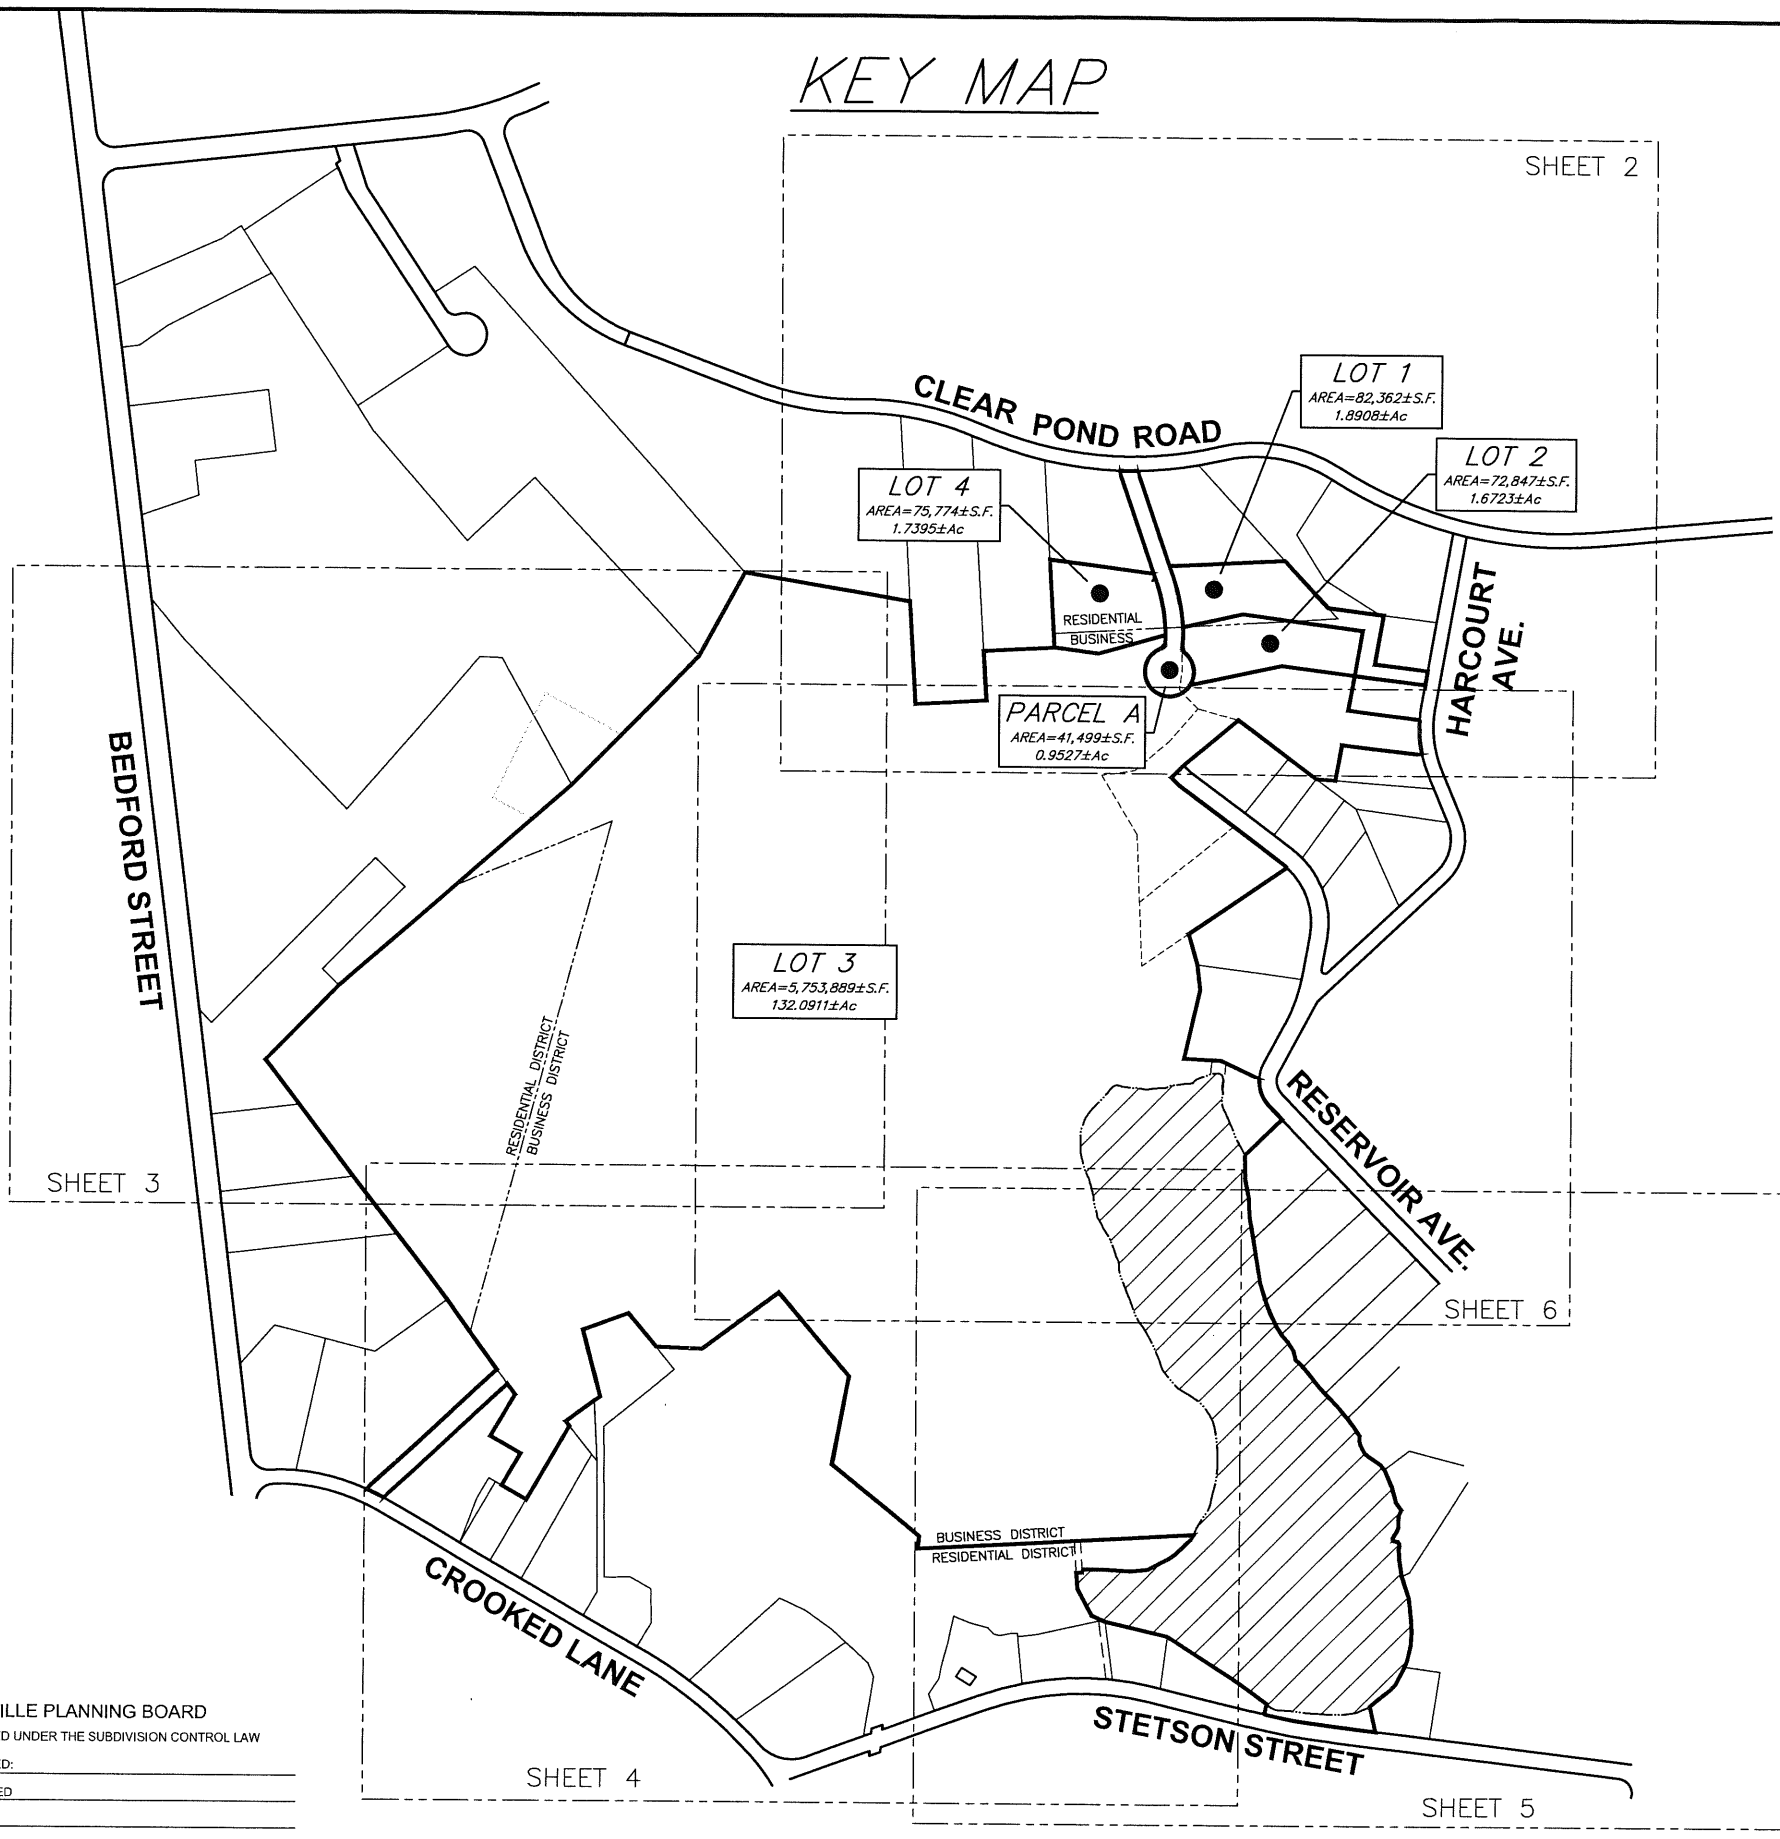 KEY MAP
SHEET 2
LOT 1
AREA=82,362±S.F.
1.8908±Ac
CLEAR POND ROAD
LOT 2
AREA=72,847±S.F.
1.6723±Ac
LOT 4
AREA=75,774±S.F.
1.7395±Ac
RESIDENTIAL
BUSINESS
HARCOURT
AVE.
PARCEL A
AREA=41,499±S.F.
0.9527±Ac
BEDFORD STREET
LOT 3
AREA=5,753,889±S.F.
132.0911±Ac
RESIDENTIAL DISTRICT
BUSINESS DISTRICT
RESERVOIR AVE.
SHEET 3
SHEET 6
BUSINESS DISTRICT
RESIDENTIAL DISTRICT
CROOKED LANE
STETSON STREET
ILLE PLANNING BOARD
ED UNDER THE SUBDIVISION CONTROL LAW
ED:
ED
SHEET 4
SHEET 5